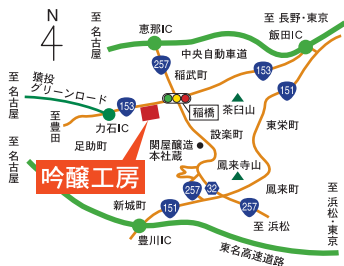 N
至名古屋
恵那IC
至 長野・東京
飯田IC
中央自動車道
257
稲武町
153
猿投
グリーンロード
至名古屋
153
稲橋
茶臼山
151
力石IC
至豊田
設楽町
東栄町
足助町
関屋醸造
本社蔵
至名古屋
鳳来寺山
吟醸工房
257
32
鳳来町
151
257
新城町
至 浜松
至浜松・東京
豊川IC
東名高速道路